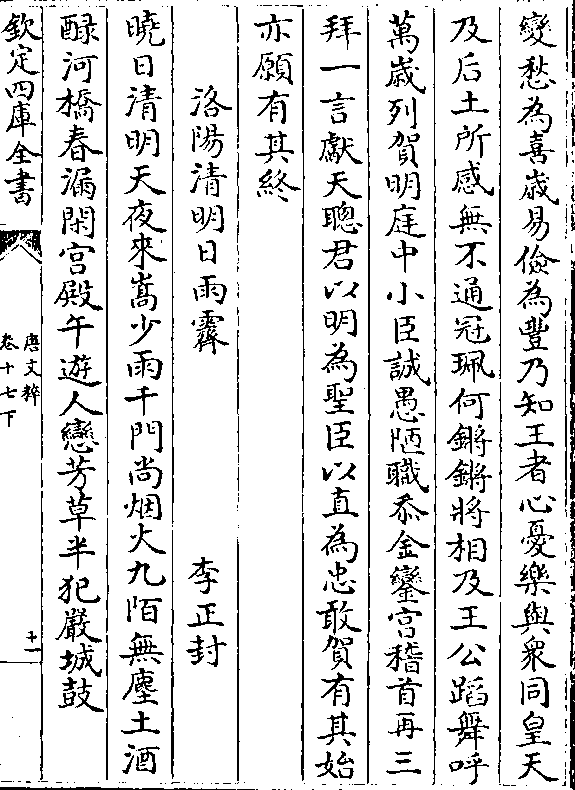 變愁為喜歲易儉為豐乃知王者心憂樂與衆同皇天
及后土所感無不通冠珮何鏘鏘將相及王公蹈舞呼
萬歲列賀明庭中小臣誠愚陋職忝金鑾宮稽首再三
拜一言獻天聰君以明為聖臣以直為忠敢賀有其始
亦願有其終
洛陽清明日雨霽
李正封
曉日清明天夜來嵩少雨千門尚烟火九陌無塵土酒
醁河橋春漏閑宮殿午遊人戀芳草半犯嚴城鼓
欽定四庫全書
唐文粹
卷十七下
十一